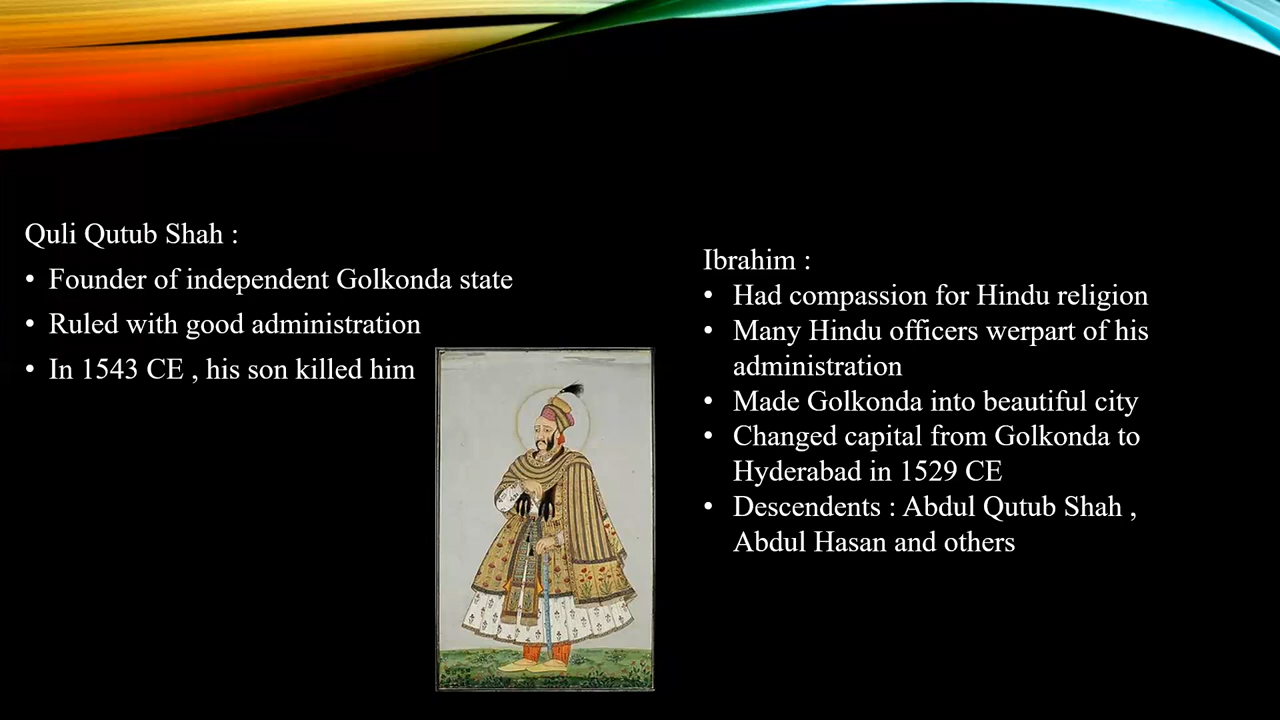 Quli Qutub Shah :
• Founder of independent Golkonda state
• Ruled with good administration
• In 1543 CE , his son killed him
Ibrahim :
• Had compassion for Hindu religion
• Many Hindu officers werpart of his
administration
• Made Golkonda into beautiful city
• Changed capital from Golkonda to
Hyderabad in 1529 CE
• Descendents : Abdul Qutub Shah ,
Abdul Hasan and others